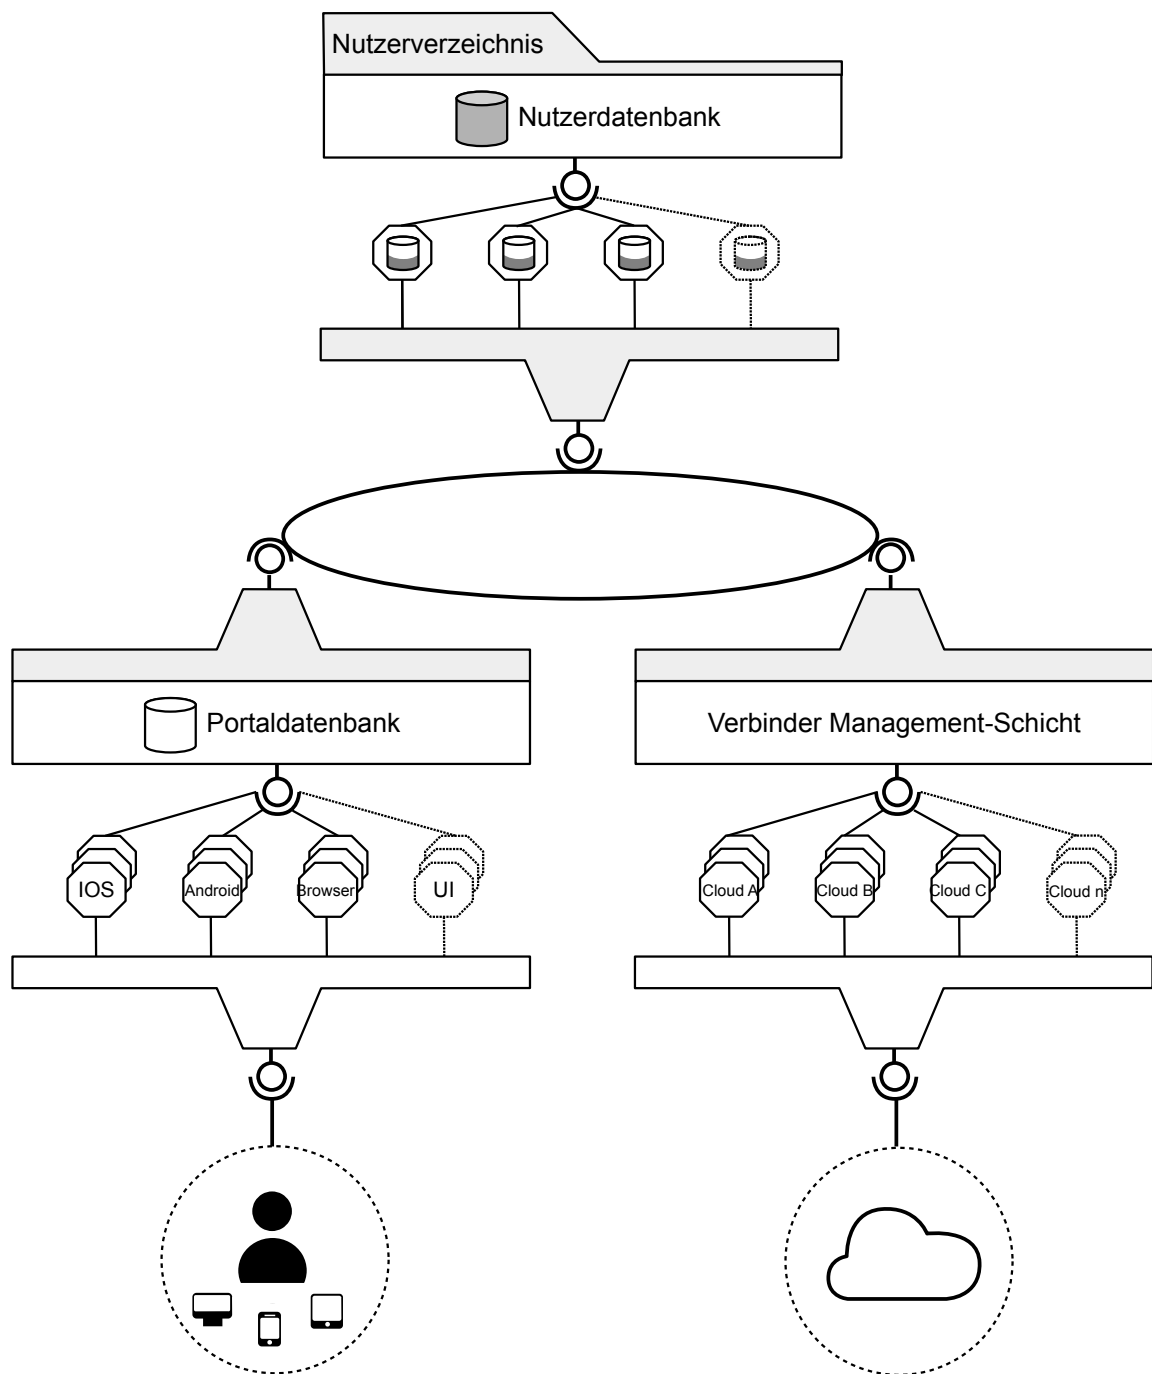 Nutzerverzeichnis
Nutzerdatenbank
Portaldatenbank
Verbinder Management-Schicht
IOS
Android
Browser
UI
Cloud A
Cloud B
Cloud C
Cloud n